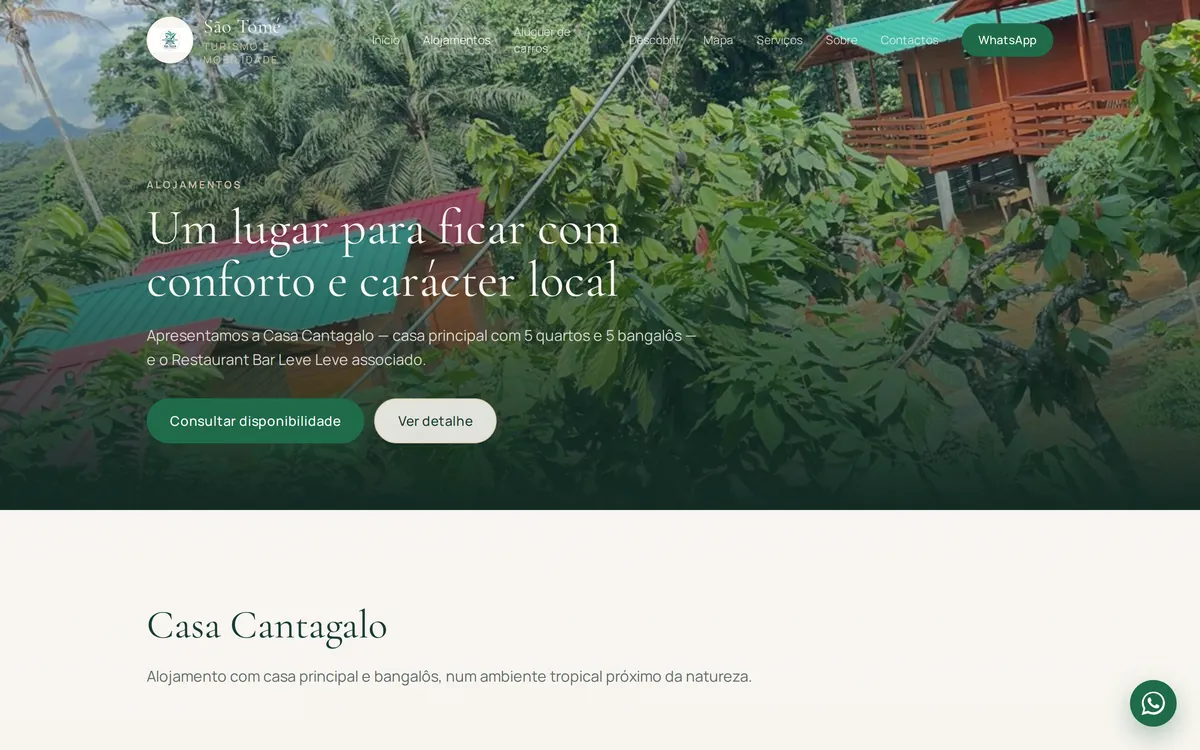 São Tomé
TURISMO E
MOBILIDADE
Início
Alojamentos
Aluguer de
carros
Descobrir
Mapa
Serviços
Sobre
Contactos
WhatsApp
ALOJAMENTOS
Um lugar para ficar com
conforto e carácter local
Apresentamos a Casa Cantagalo — casa principal com 5 quartos e 5 bangalôs —
e o Restaurant Bar Leve Leve associado.
Consultar disponibilidade
Ver detalhe
Casa Cantagalo
Alojamento com casa principal e bangalôs, num ambiente tropical próximo da natureza.